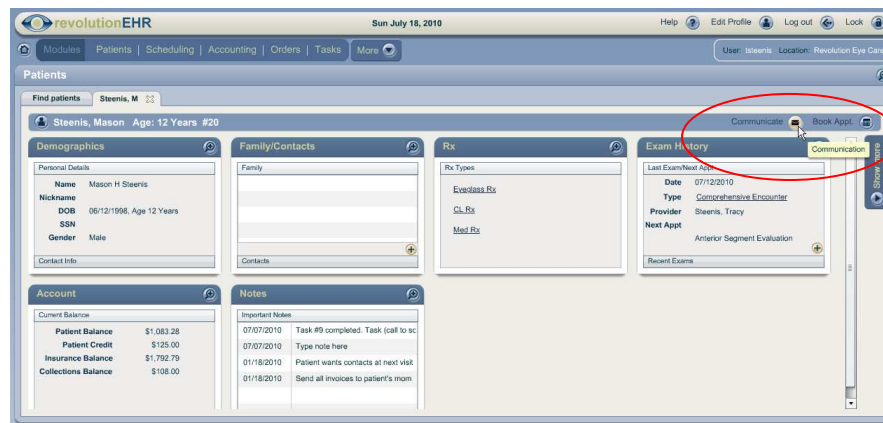 revolutionEHR
Sun July 18, 2010
Help Edit Profile Log out Lock
Modules Patients | Scheduling | Accounting | Orders | Tasks More
User: tsteenis Location: Revolution Eye Care
Patients
Find patients Steenis, M
Steenis, Mason Age: 12 Years #20
Communicate Book Appt.
Communication
Show more
Demographics
Personal Details
Name Mason H Steenis
Nickname
DOB 06/12/1998, Age 12 Years
SSN
Gender Male
Contact Info
Family/Contacts
Family
Contacts
Rx
Rx Types
Eyeglass Rx
CL Rx
Med Rx
Exam History
Last Exam/Next Appt
Date 07/12/2010
Type Comprehensive Encounter
Provider Steenis, Tracy
Next Appt
Anterior Segment Evaluation
Recent Exams
Account
Current Balance
Patient Balance $1,083.28
Patient Credit $125.00
Insurance Balance $1,792.79
Collections Balance $108.00
Notes
Important Notes
07/07/2010 Task #9 completed. Task (call to sc
07/07/2010 Type note here
01/18/2010 Patient wants contacts at next visit
01/18/2010 Send all invoices to patient's mom